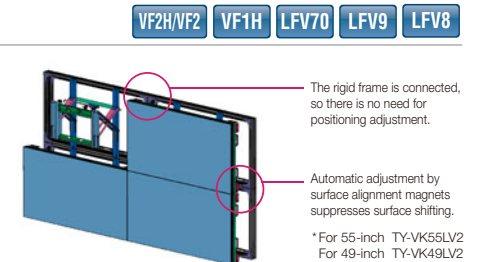 VF2H/VF2 VF1H LFV70 LFV9 LFV8
The rigid frame is connected,
so there is no need for
positioning adjustment.
Automatic adjustment by
surface alignment magnets
suppresses surface shifting.
*For 55-inch TY-VK55LV2
For 49-inch TY-VK49LV2